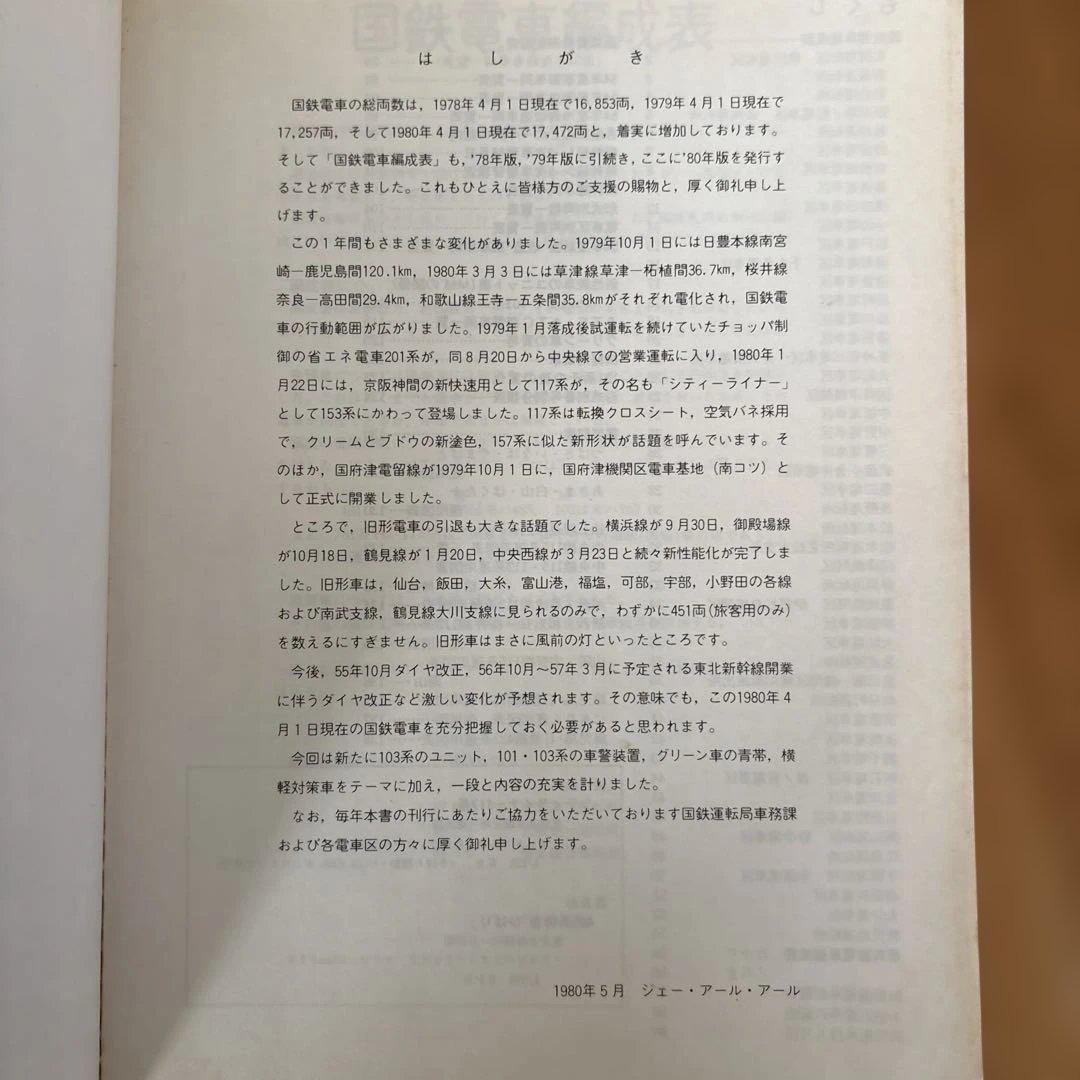 はしがき
国鉄電車の総両数は，1978年4月1日現在で16,853両，1979年4月1日現在で
17,257両，そして1980年4月1日現在で17,472両と，着実に増加しております。
そして「国鉄電車編成表」も，'78年版，'79年版に引続き，ここに'80年版を発行す
ることができました。これもひとえに皆様方のご支援の賜物と，厚く御礼申し上
げます。
この1年間もさまざまな変化がありました。1979年10月1日には日豊本線南宮
崎―鹿児島間120.1km，1980年3月3日には草津線草津―柘植間36.7km，桜井線
奈良―高田間29.4km，和歌山線王寺―五条間35.8kmがそれぞれ電化され，国鉄電
車の行動範囲が広がりました。1979年1月落成後試運転を続けていたチョッパ制
御の省エネ電車201系が，同8月20日から中央線での営業運転に入り，1980年1
月22日には，京阪神間の新快速用として117系が，その名も「シティーライナー」
として153系にかわって登場しました。117系は転換クロスシート，空気バネ採用
で，クリームとブドウの新塗色，157系に似た新形状が話題を呼んでいます。そ
のほか，国府津電留線が1979年10月1日に，国府津機関区電車基地（南コツ）と
して正式に開業しました。
ところで，旧形電車の引退も大きな話題でした。横浜線が9月30日，御殿場線
が10月18日，鶴見線が1月20日，中央西線が3月23日と続々新性能化が完了しま
した。旧形車は，仙台，飯田，大糸，富山港，福塩，可部，宇部，小野田の各線
および南武支線，鶴見線大川支線に見られるのみで，わずかに451両(旅客用のみ)
を数えるにすぎません。旧形車はまさに風前の灯といったところです。
今後，55年10月ダイヤ改正，56年10月～57年3月に予定される東北新幹線開業
に伴うダイヤ改正など激しい変化が予想されます。その意味でも，この1980年4
月1日現在の国鉄電車を充分把握しておく必要があると思われます。
今回は新たに103系のユニット，101・103系の車警装置，グリーン車の青帯，横
軽対策車をテーマに加え，一段と内容の充実を計りました。
なお，毎年本書の刊行にあたりご協力をいただいております国鉄運転局車務課
および各電車区の方々に厚く御礼申し上げます。
1980年5月　ジェー・アール・アール